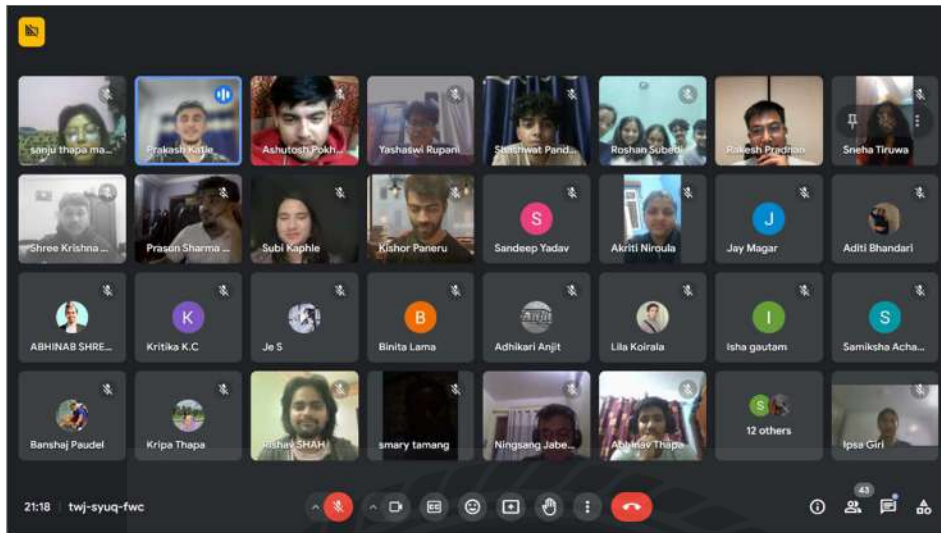 sanju thapa ma...
Prakash Katle
Ashutosh Pokh...
Yashaswi Rupani
Shashwat Pand...
Roshan Subedi
Rakesh Pradhan
Sneha Tiruwa
Shree Krishna ...
Prasun Sharma ...
Subi Kaphle
Kishor Paneru
S
Sandeep Yadav
Akriti Niroula
J
Jay Magar
Aditi Bhandari
ABHINAB SHRE...
K
Kritika K.C
Je S
B
Binita Lama
Adhikari Anjit
Lila Koirala
I
Isha gautam
S
Samiksha Acha...
Banshaj Paudel
Kripa Thapa
Rishav SHAH
smary tamang
Ningsang Jabe...
Abhinav Thapa
S
12 others
Ipsa Giri
21:18 twj-syuq-fwc
CC
43